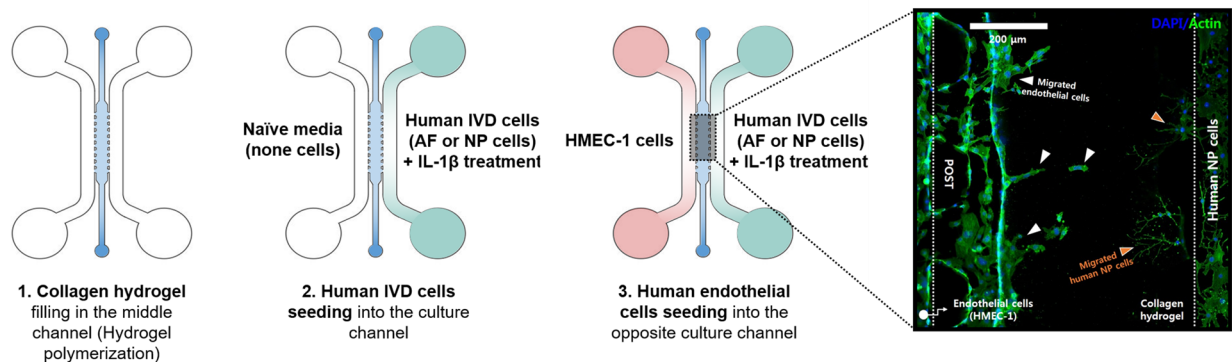 1. Collagen hydrogel
filling in the middle
channel (Hydrogel
polymerization)
Naïve media
(none cells)
Human IVD cells
(AF or NP cells)
+ IL-1β treatment
2. Human IVD cells
seeding into the culture
channel
HMEC-1 cells
Human IVD cells
(AF or NP cells)
+ IL-1β treatment
3. Human endothelial
cells seeding into the
opposite culture channel
200 μm
DAPI/Actin
Migrated
endothelial cells
POST
Human NP cells
Migrated
human NP cells
Endothelial cells
(HMEC-1)
Collagen
hydrogel